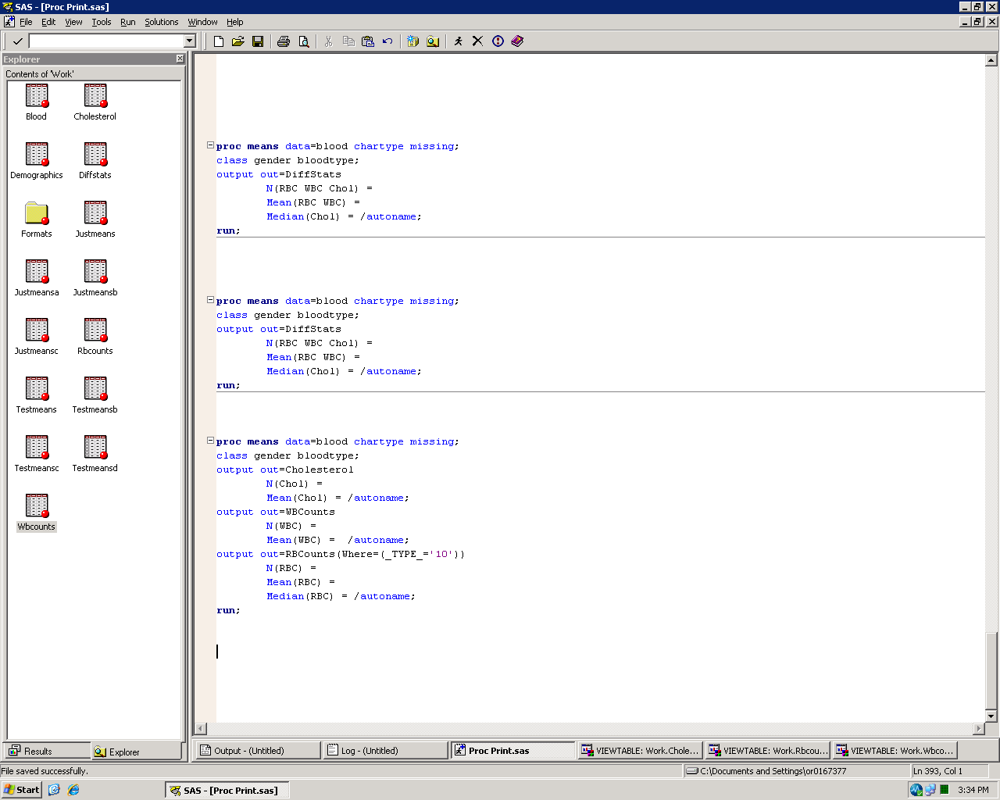 SAS - [Proc Print.sas]
File Edit View Tools Run Solutions Window Help
Explorer
Contents of 'Work'
Blood Cholesterol
Demographics Diffstats
Formats Justmeans
Justmeansa Justmeansb
Justmeansc Rbcounts
Testmeans Testmeansb
Testmeansc Testmeansd
Wbcounts
proc means data=blood chartype missing;
class gender bloodtype;
output out=DiffStats
N(RBC WBC Chol) =
Mean(RBC WBC) =
Median(Chol) = /autoname;
run;
proc means data=blood chartype missing;
class gender bloodtype;
output out=DiffStats
N(RBC WBC Chol) =
Mean(RBC WBC) =
Median(Chol) = /autoname;
run;
proc means data=blood chartype missing;
class gender bloodtype;
output out=Cholesterol
N(Chol) =
Mean(Chol) = /autoname;
output out=WBCounts
N(WBC) =
Mean(WBC) =  /autoname;
output out=RBCounts(Where=(_TYPE_='10'))
N(RBC) =
Mean(RBC) =
Median(RBC) = /autoname;
run;
Results Explorer
Output - (Untitled) Log - (Untitled) Proc Print.sas VIEWTABLE: Work.Chole... VIEWTABLE: Work.Rbcou... VIEWTABLE: Work.Wbco...
File saved successfully. C:\Documents and Settings\or0167377 Ln 393, Col 1
Start SAS - [Proc Print.sas] 3:34 PM